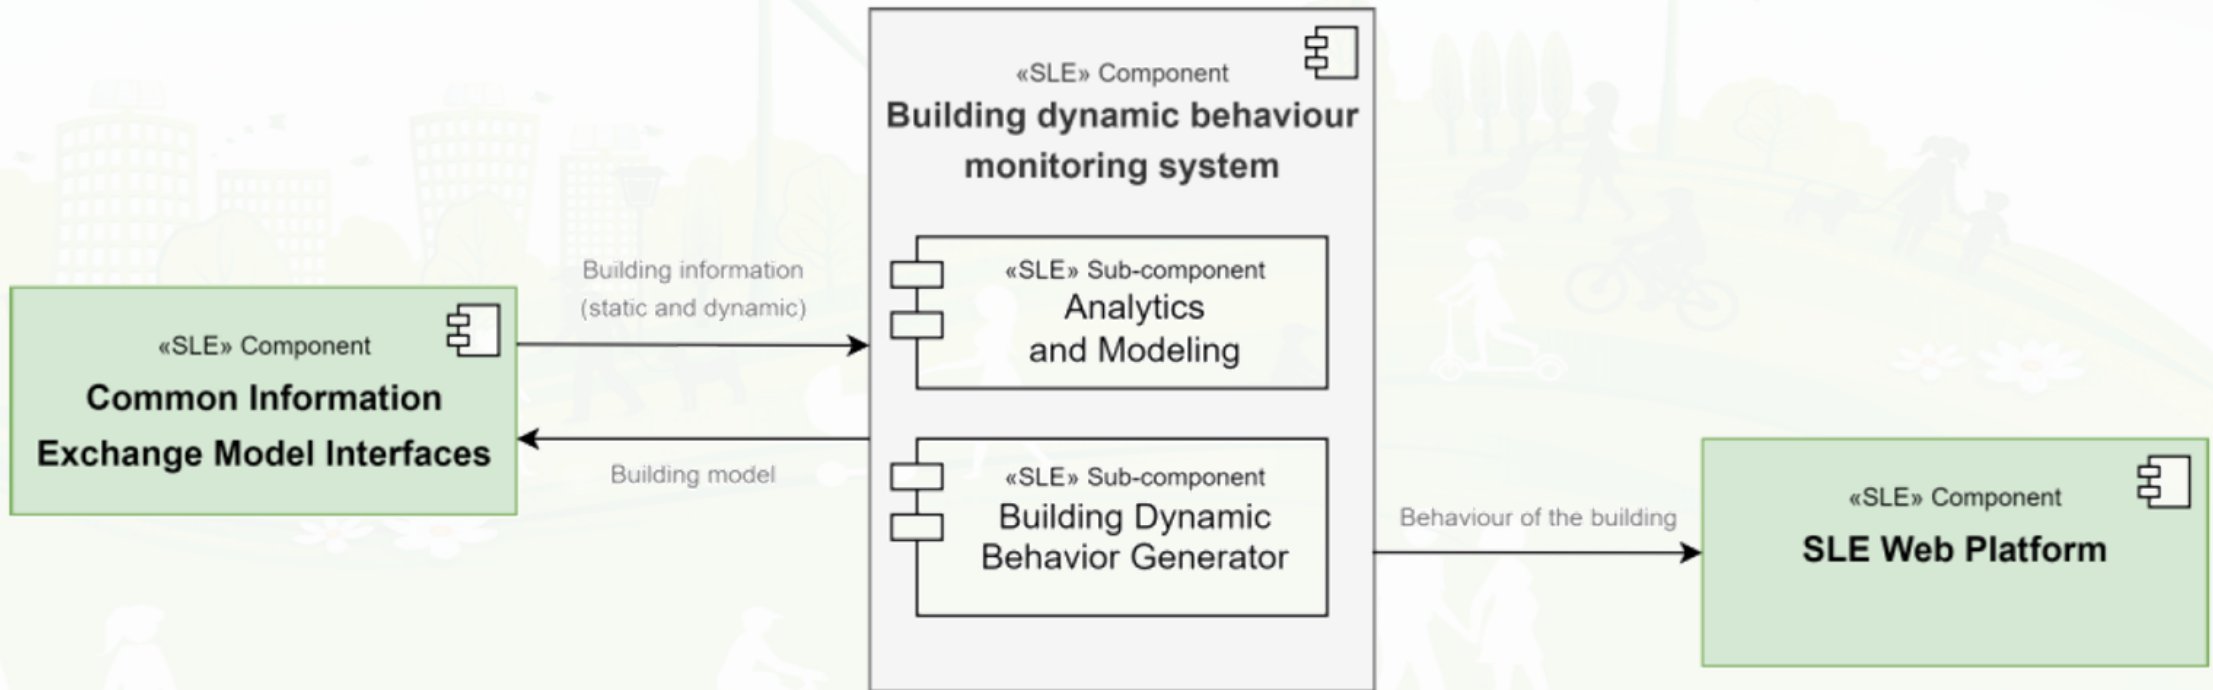 «SLE» Component
Building dynamic behaviour
monitoring system
«SLE» Sub-component
Analytics
and Modeling
«SLE» Sub-component
Building Dynamic
Behavior Generator
Building information
(static and dynamic)
Building model
«SLE» Component
Common Information
Exchange Model Interfaces
Behaviour of the building
«SLE» Component
SLE Web Platform